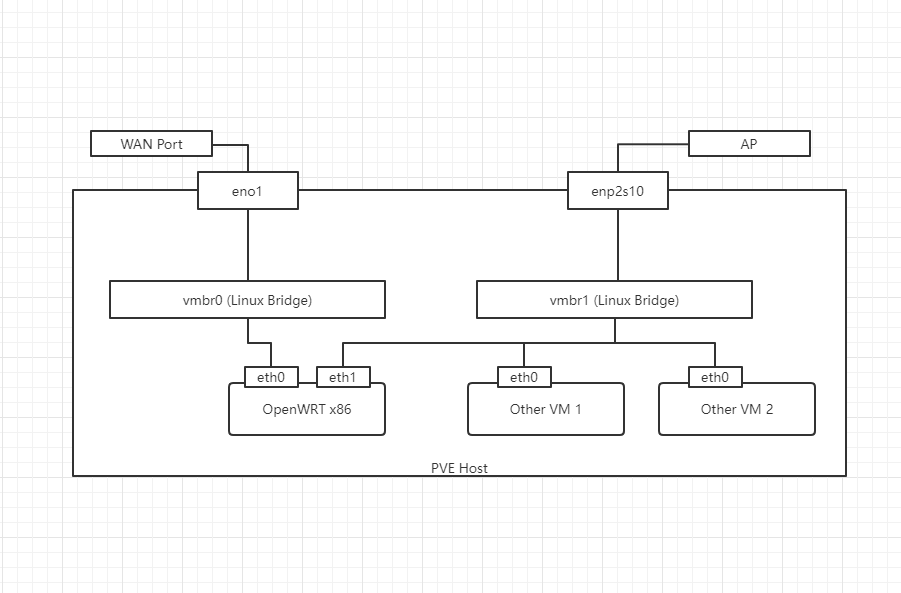 WAN Port
AP
eno1
enp2s10
vmbr0 (Linux Bridge)
vmbr1 (Linux Bridge)
eth0
eth1
eth0
eth0
OpenWRT x86
Other VM 1
Other VM 2
PVE Host